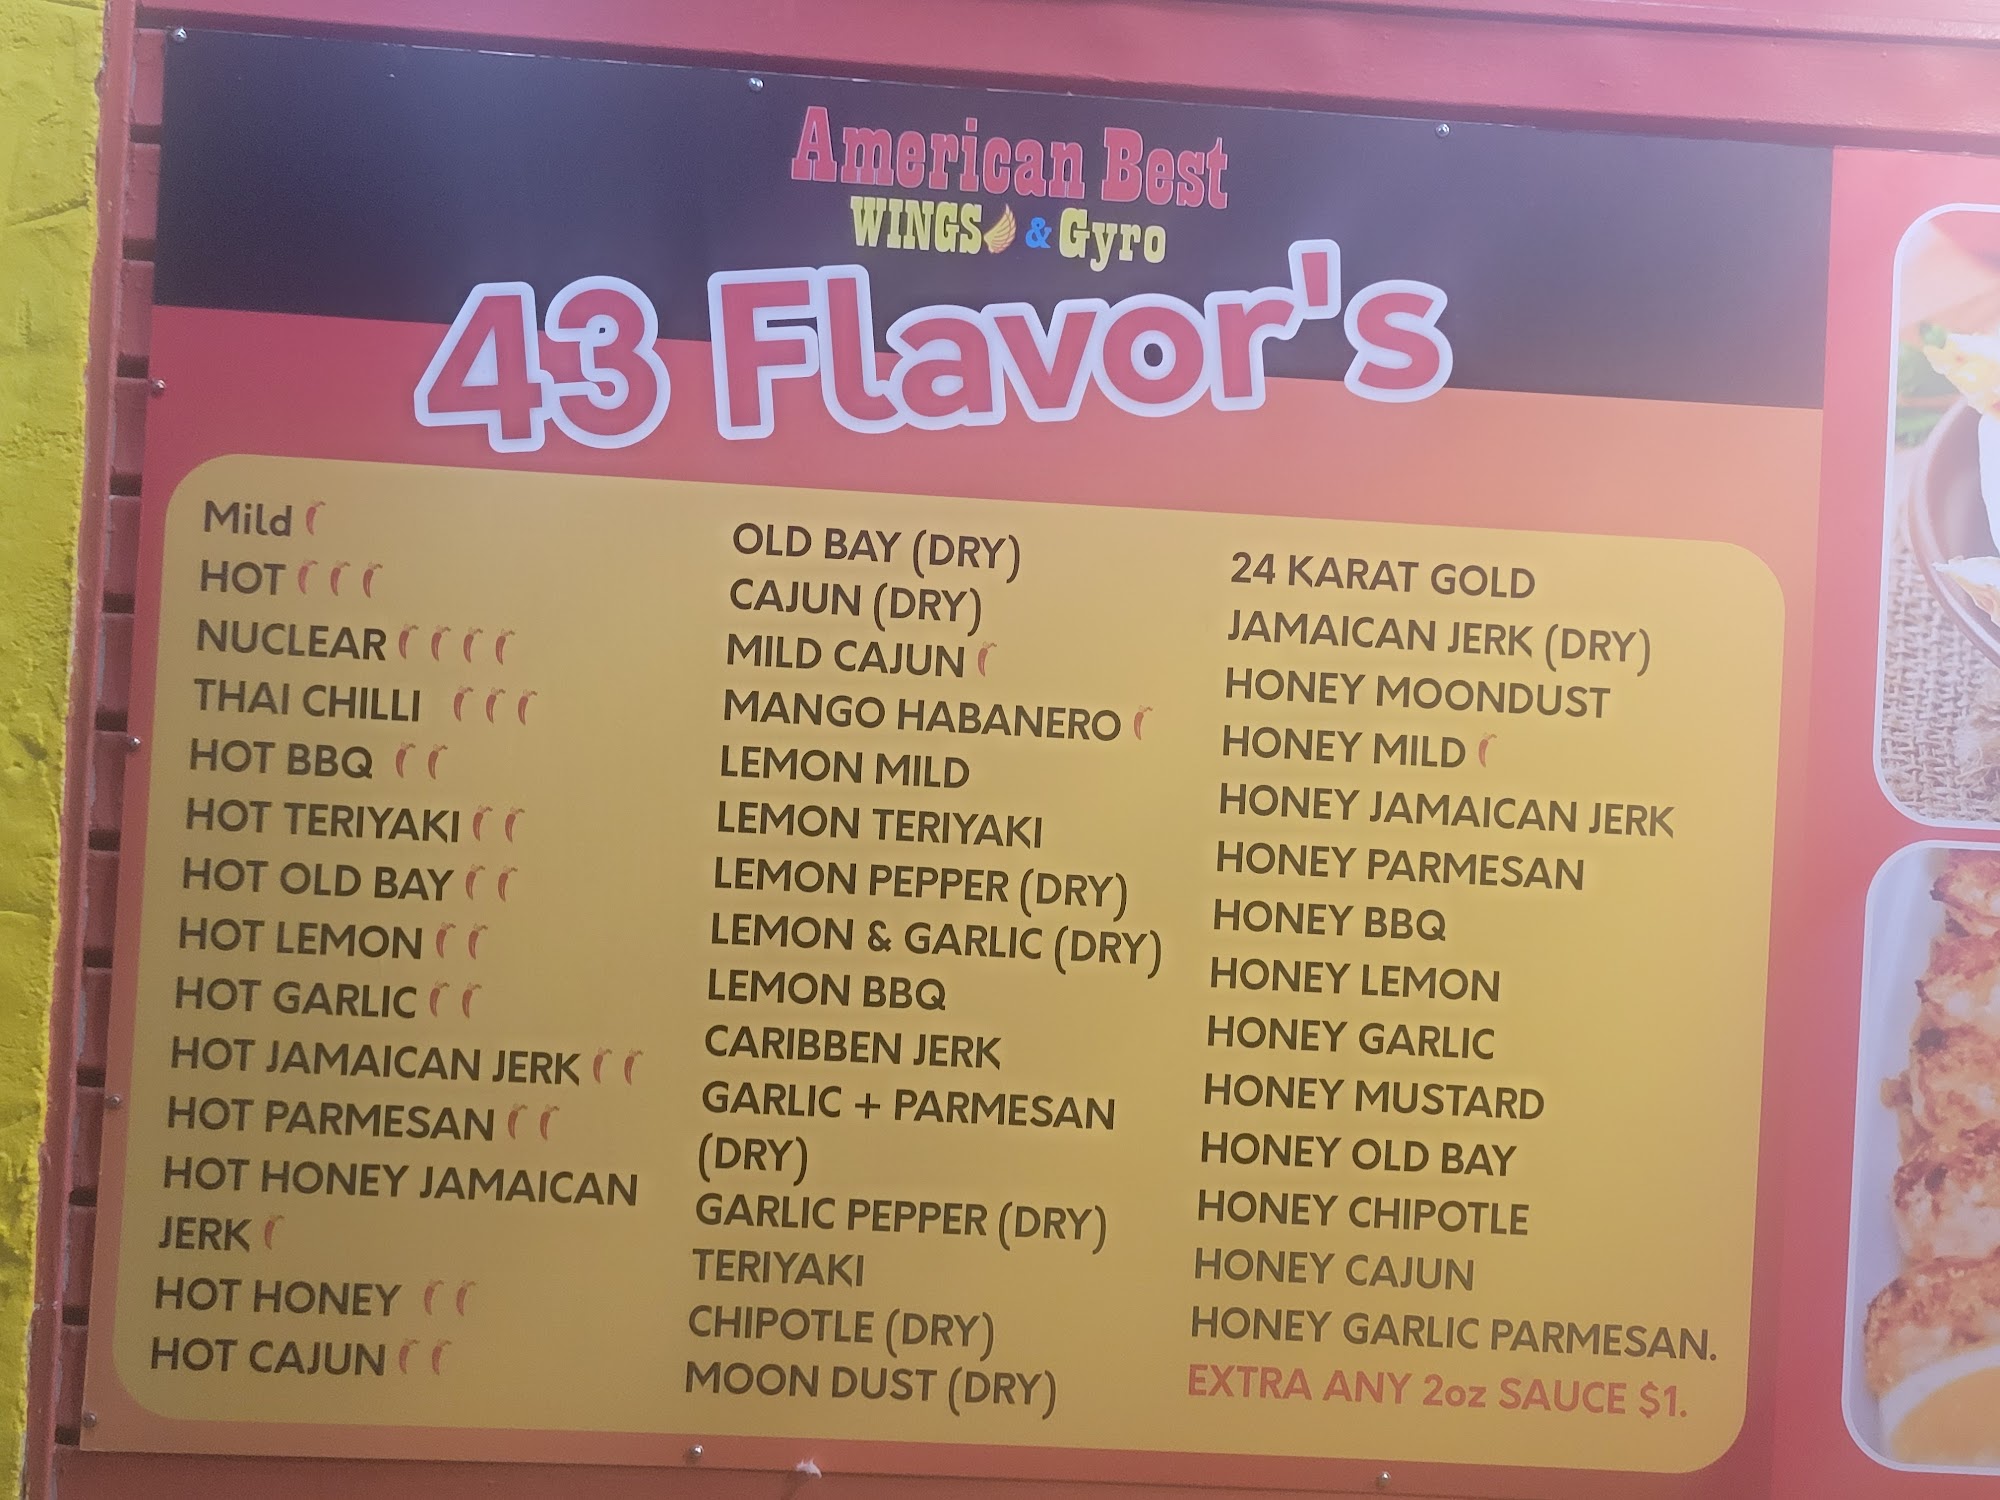 American Best
WINGS & Gyro
43 Flavor's
Mild
HOT
NUCLEAR
THAI CHILLI
HOT BBQ
HOT TERIYAKI
HOT OLD BAY
HOT LEMON
HOT GARLIC
HOT JAMAICAN JERK
HOT PARMESAN
HOT HONEY JAMAICAN
JERK
HOT HONEY
HOT CAJUN
OLD BAY (DRY)
CAJUN (DRY)
MILD CAJUN
MANGO HABANERO
LEMON MILD
LEMON TERIYAKI
LEMON PEPPER (DRY)
LEMON & GARLIC (DRY)
LEMON BBQ
CARIBBEN JERK
GARLIC + PARMESAN
(DRY)
GARLIC PEPPER (DRY)
TERIYAKI
CHIPOTLE (DRY)
MOON DUST (DRY)
24 KARAT GOLD
JAMAICAN JERK (DRY)
HONEY MOONDUST
HONEY MILD
HONEY JAMAICAN JERK
HONEY PARMESAN
HONEY BBQ
HONEY LEMON
HONEY GARLIC
HONEY MUSTARD
HONEY OLD BAY
HONEY CHIPOTLE
HONEY CAJUN
HONEY GARLIC PARMESAN.
EXTRA ANY 2oz SAUCE $1.